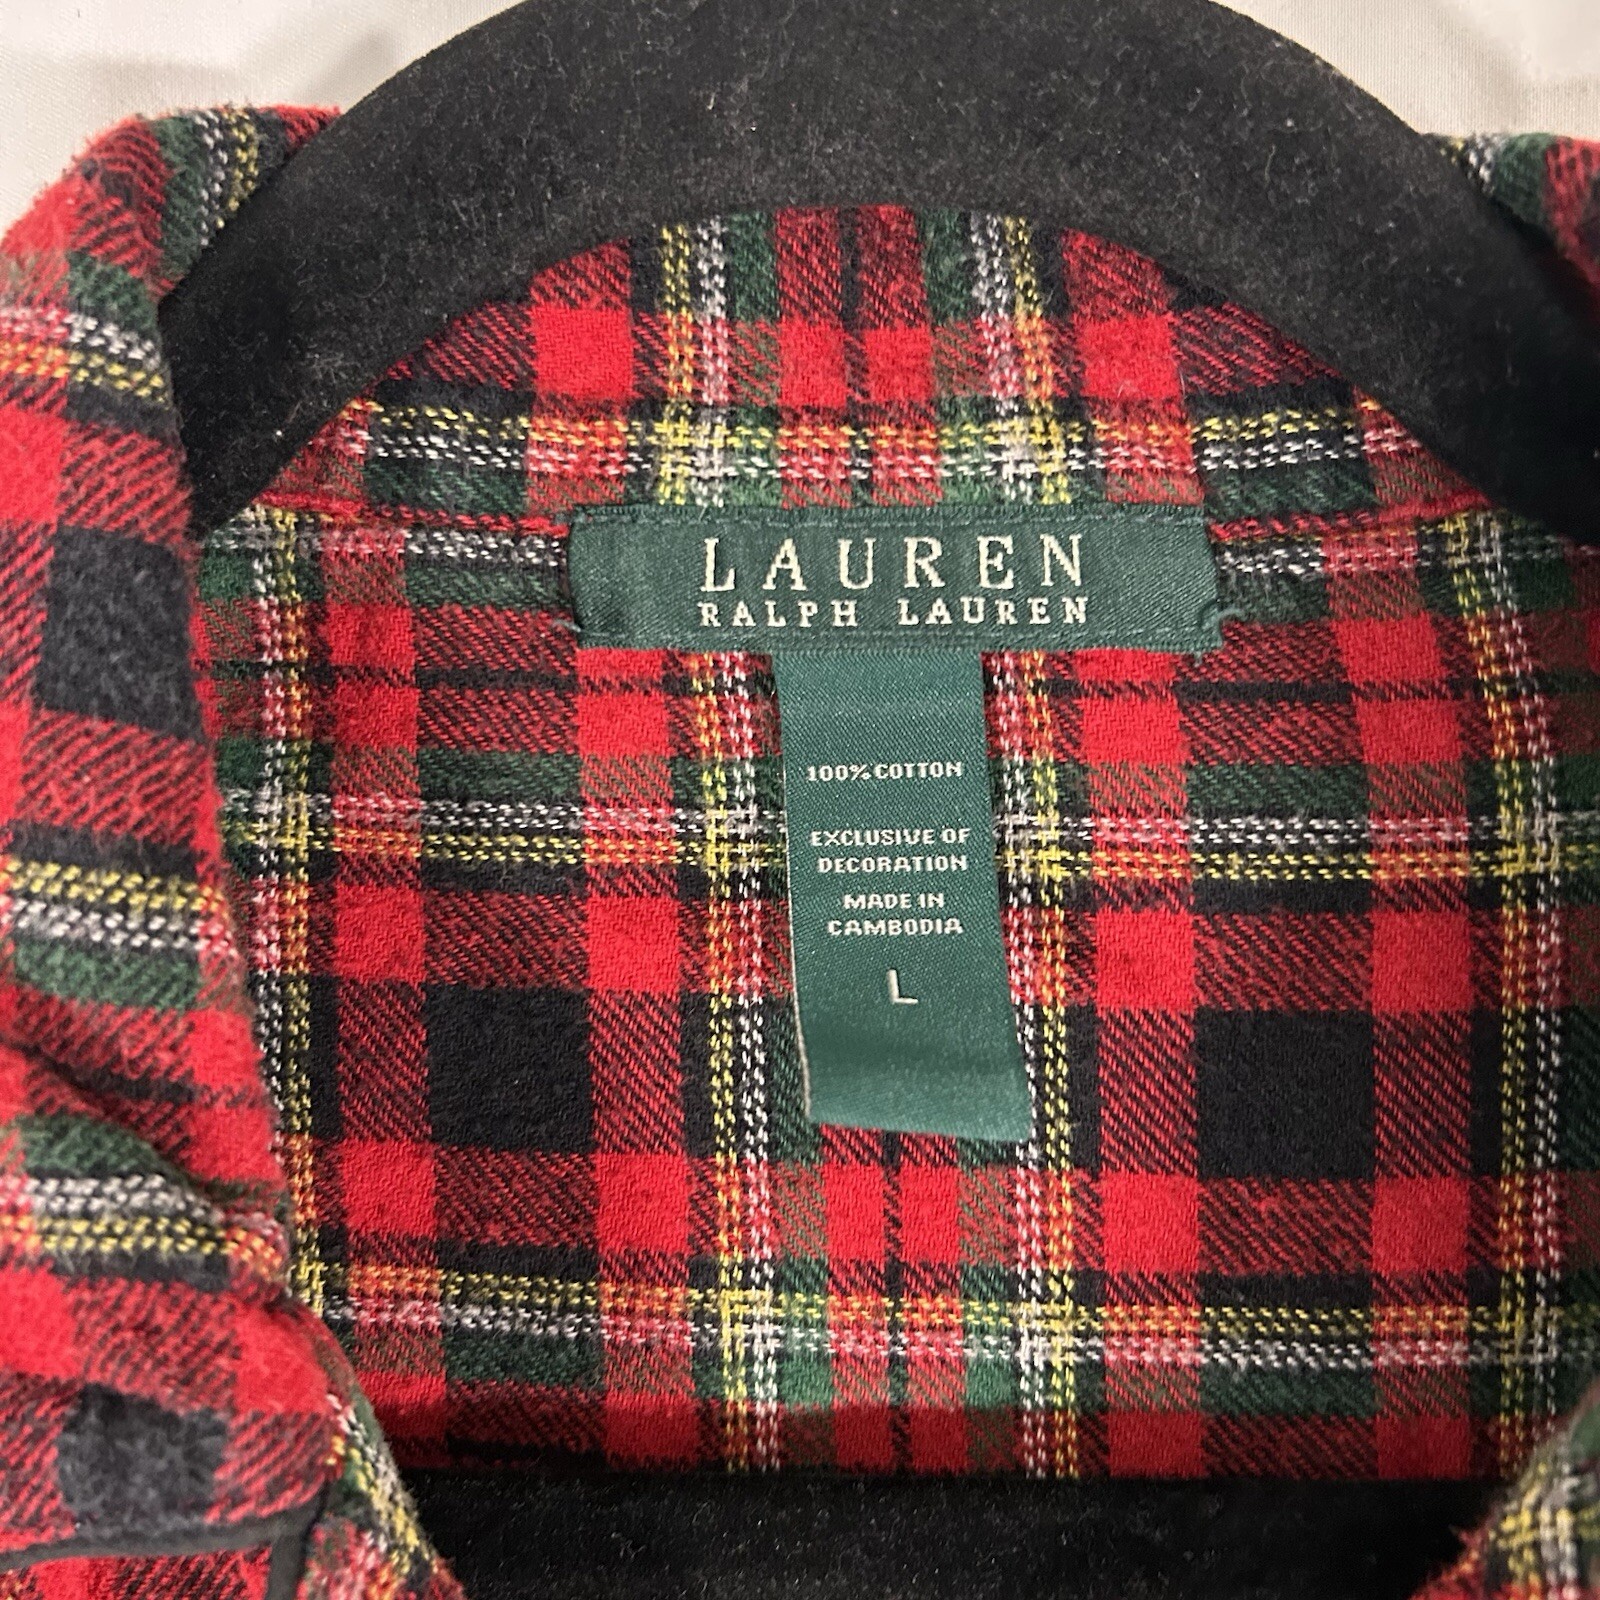 LAUREN
RALPH LAUREN
100% COTTON
EXCLUSIVE OF
DECORATION
MADE IN
CAMBODIA
L